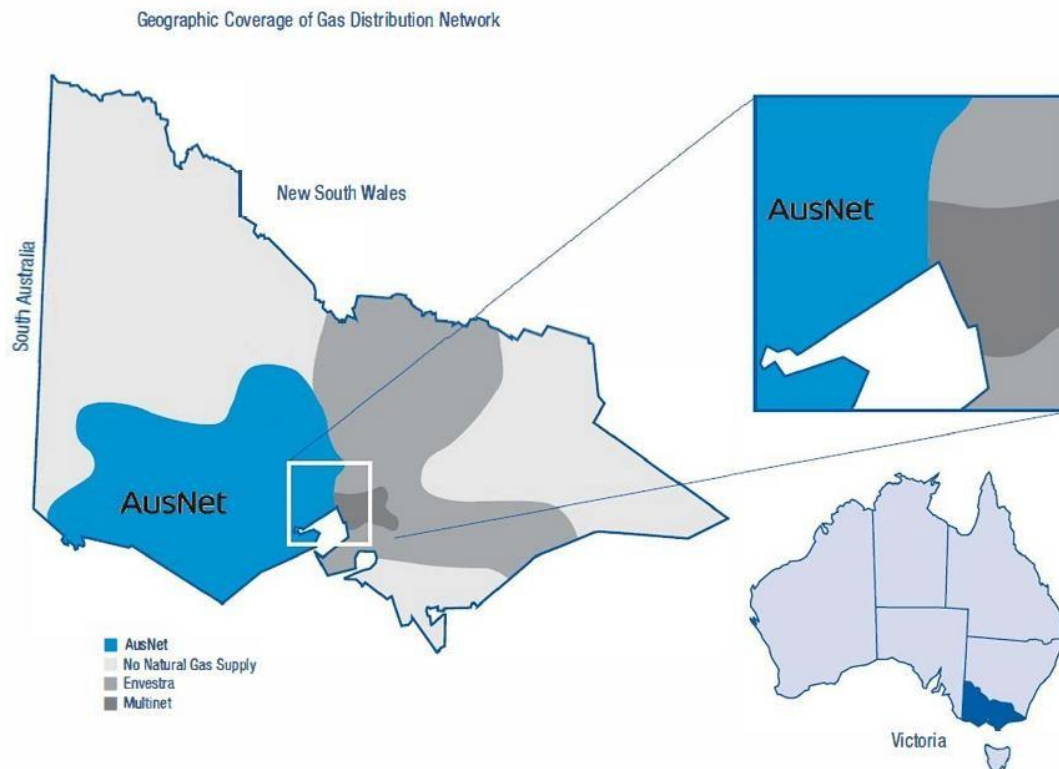 Geographic Coverage of Gas Distribution Network
New South Wales
South Australia
AusNet
AusNet
AusNet
No Natural Gas Supply
Envestra
Multinet
Victoria